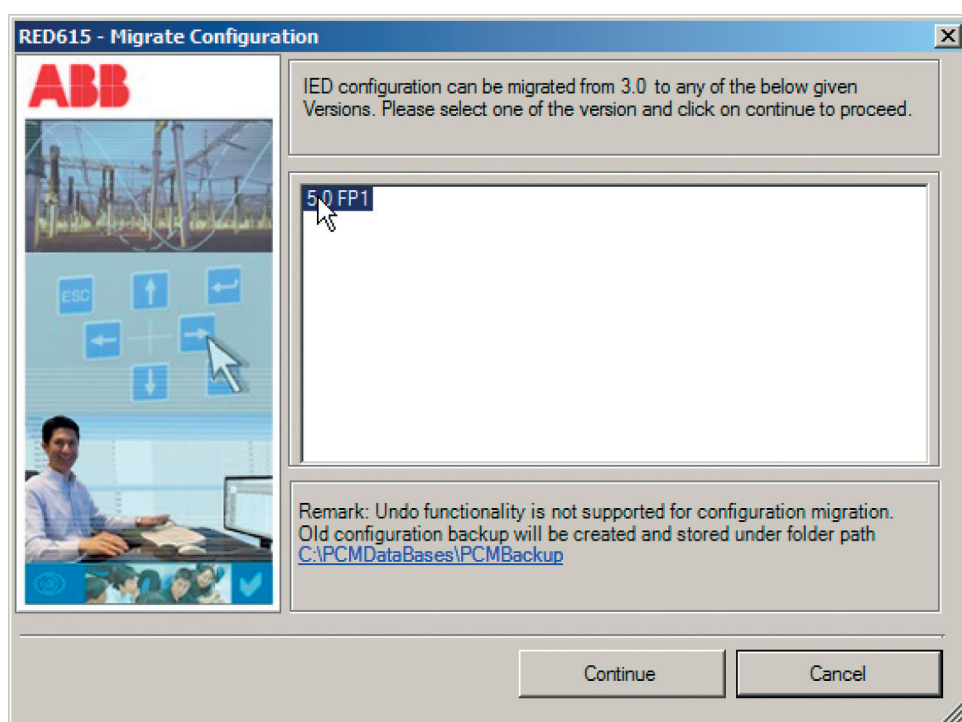 RED615 - Migrate Configuration
ABB
IED configuration can be migrated from 3.0 to any of the below given
Versions. Please select one of the version and click on continue to proceed.
5.0 FP1
ESC
Remark: Undo functionality is not supported for configuration migration.
Old configuration backup will be created and stored under folder path
C:\PCMDataBases\PCMBackup
Continue
Cancel